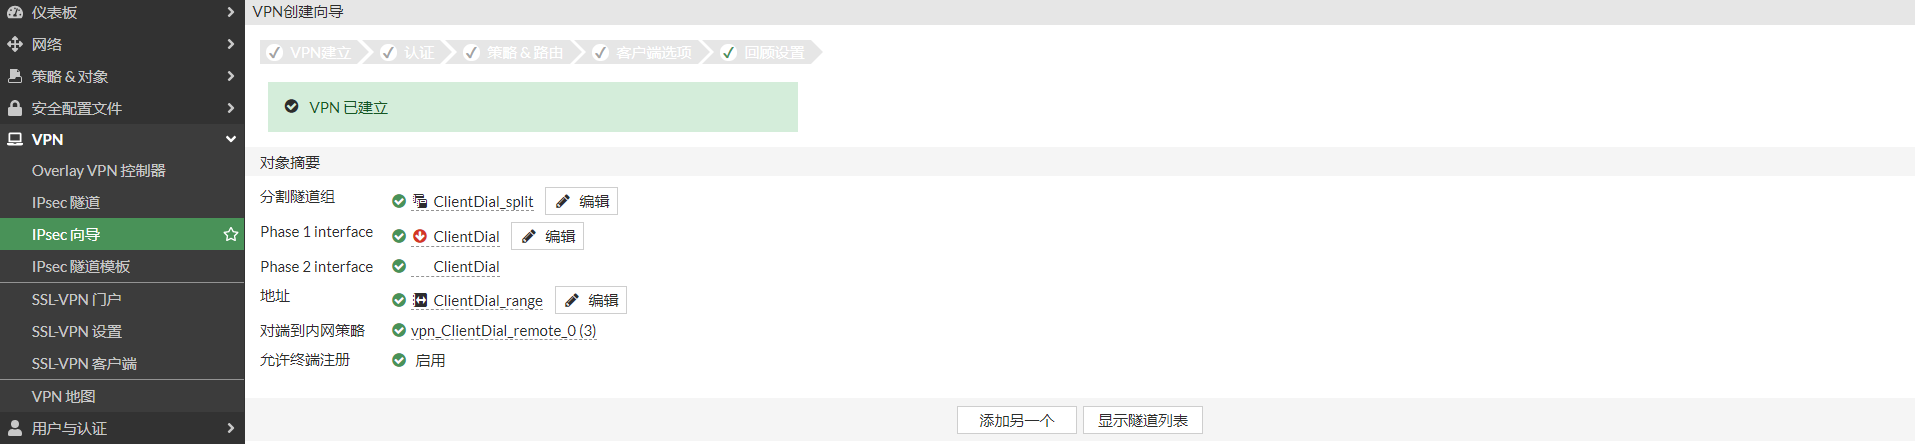 仪表板
网络
策略 & 对象
安全配置文件
VPN
Overlay VPN 控制器
IPsec 隧道
IPsec 向导
IPsec 隧道模板
SSL-VPN 门户
SSL-VPN 设置
SSL-VPN 客户端
VPN 地图
用户与认证
VPN创建向导
VPN建立 认证 策略 & 路由 客户端选项 回顾设置
VPN 已建立
对象摘要
分割隧道组 ClientDial_split 编辑
Phase 1 interface ClientDial 编辑
Phase 2 interface ClientDial
地址 ClientDial_range 编辑
对端到内网策略 vpn_ClientDial_remote_0 (3)
允许终端注册 启用
添加另一个 显示隧道列表